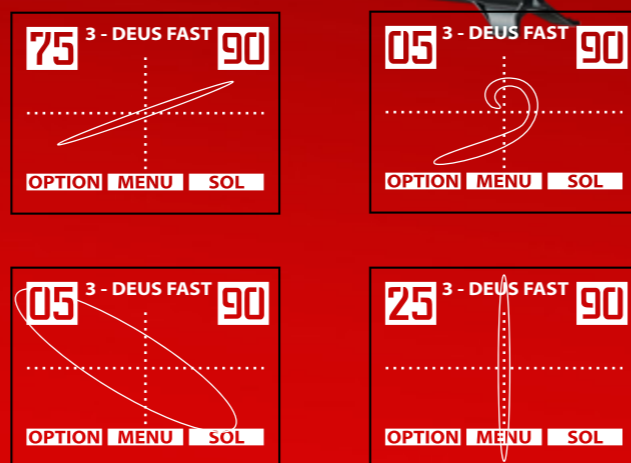 75 3 - DEUS FAST 90
OPTION MENU SOL
05 3 - DEUS FAST 90
OPTION MENU SOL
05 3 - DEUS FAST 90
OPTION MENU SOL
25 3 - DEUS FAST 90
OPTION MENU SOL